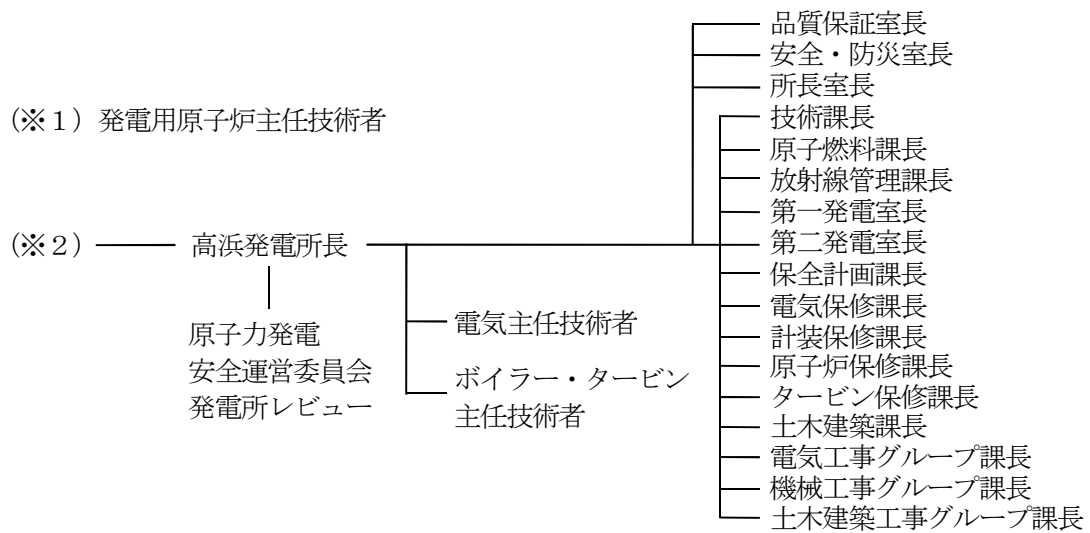 (※1)発電用原子炉主任技術者
(※2)
高浜発電所長
原子力発電
安全運営委員会
発電所レビュー
電気主任技術者
ボイラー・タービン
主任技術者
品質保証室長
安全・防災室長
所長室長
技術課長
原子燃料課長
放射線管理課長
第一発電室長
第二発電室長
保全計画課長
電気保修課長
計装保修課長
原子炉保修課長
タービン保修課長
土木建築課長
電気工事グループ課長
機械工事グループ課長
土木建築工事グループ課長